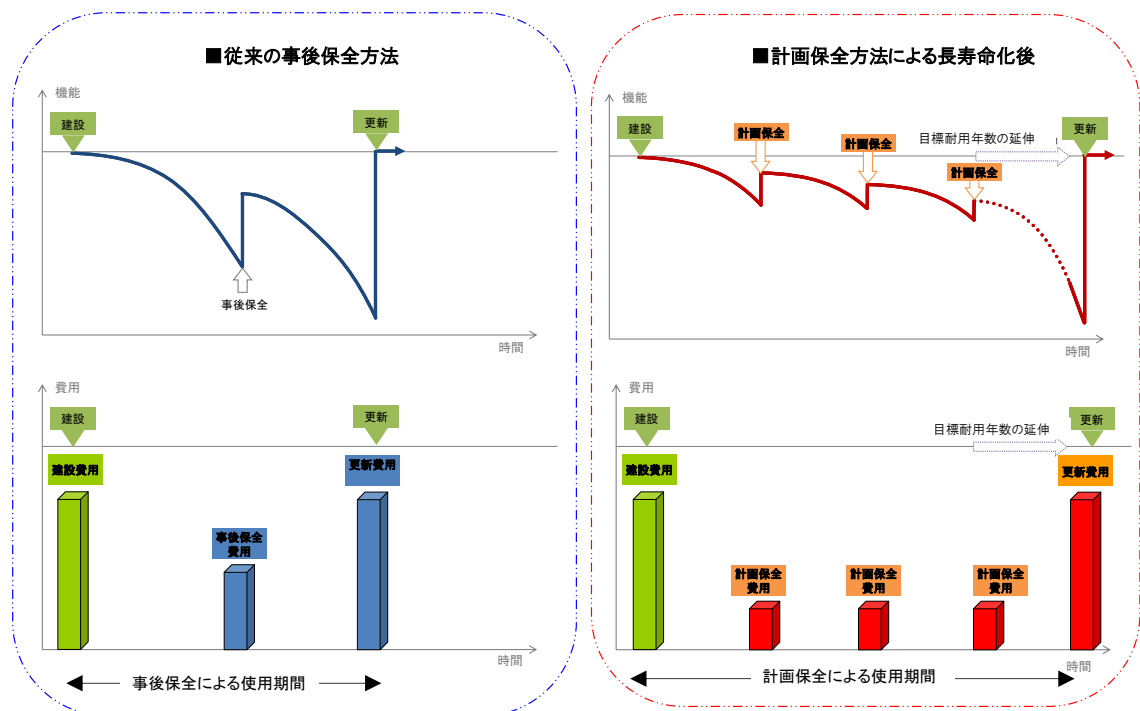 ■従来の事後保全方法
機能
建設
更新
事後保全
時間
費用
建設
更新
建設費用
事後保全
費用
更新費用
時間
事後保全による使用期間
■計画保全方法による長寿命化後
機能
建設
計画保全
計画保全
計画保全
目標耐用年数の延伸
更新
時間
費用
建設
目標耐用年数の延伸
更新
建設費用
計画保全
費用
計画保全
費用
計画保全
費用
更新費用
時間
計画保全による使用期間